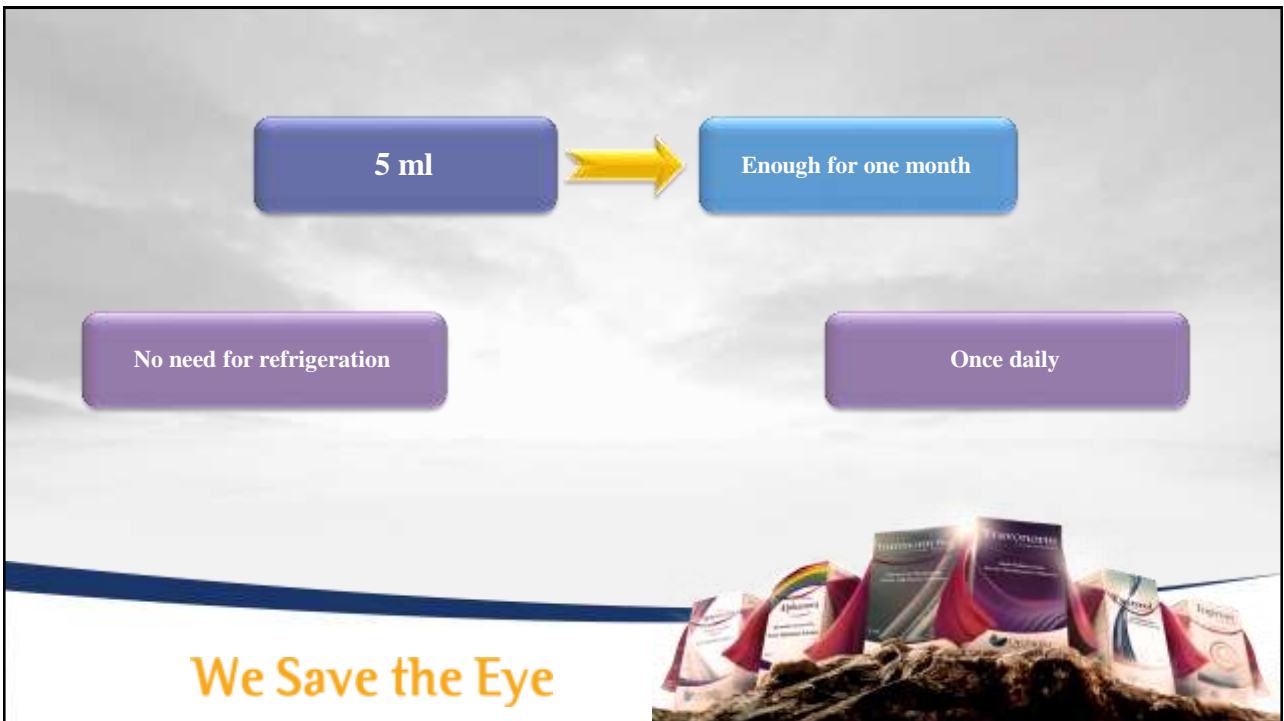 5 ml
Enough for one month
No need for refrigeration
Once daily
We Save the Eye